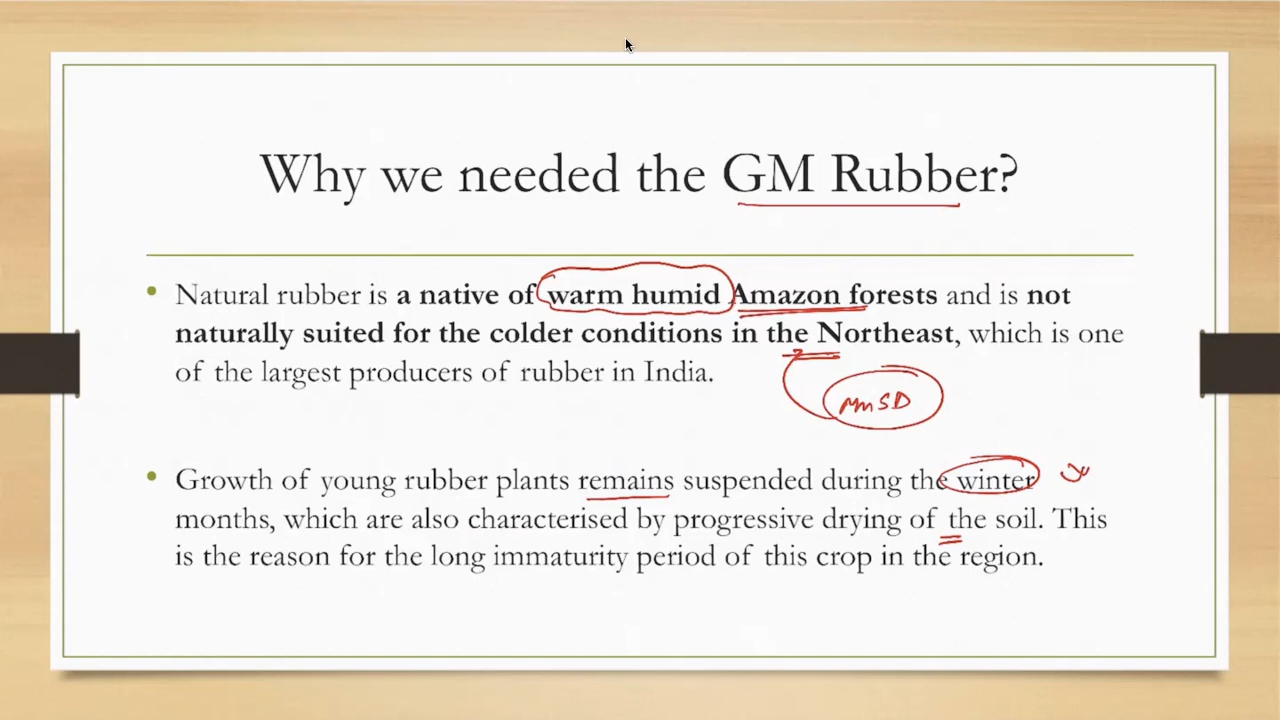 Why we needed the GM Rubber?
• Natural rubber is a native of warm humid Amazon forests and is not
naturally suited for the colder conditions in the Northeast, which is one
of the largest producers of rubber in India.
• Growth of young rubber plants remains suspended during the winter
months, which are also characterised by progressive drying of the soil. This
is the reason for the long immaturity period of this crop in the region.